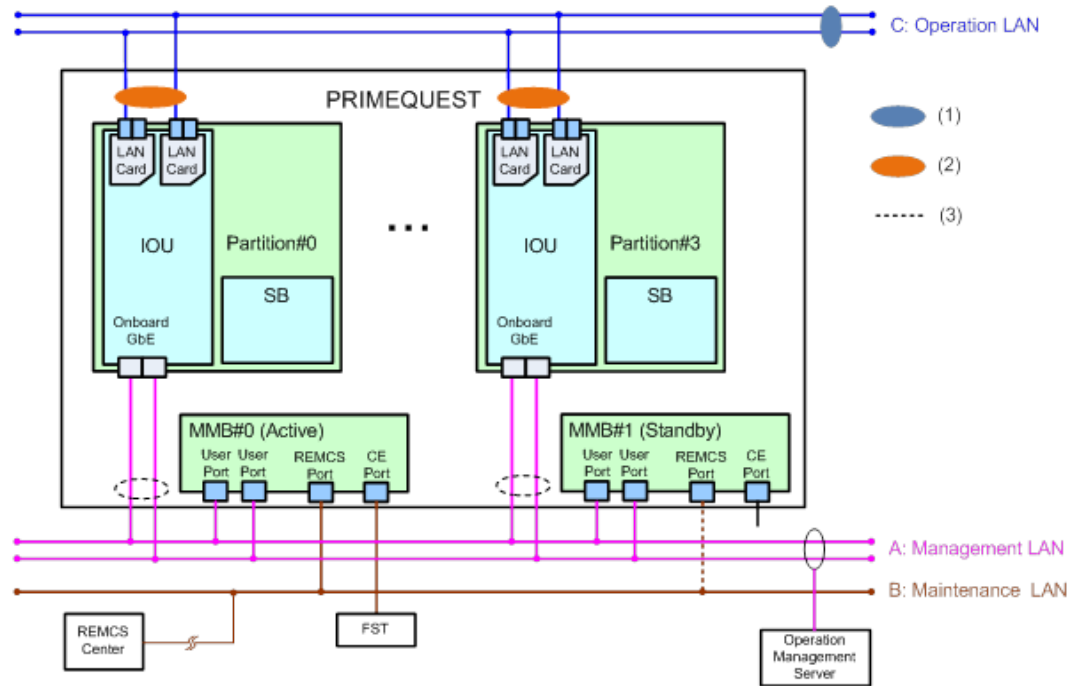 C: Operation LAN
PRIMEQUEST
(1)
(2)
(3)
LAN
Card
LAN
Card
IOU
Partition#0
SB
Onboard
GbE
...
LAN
Card
LAN
Card
IOU
Partition#3
SB
Onboard
GbE
MMB#0 (Active)
User
Port
User
Port
REMCS
Port
CE
Port
MMB#1 (Standby)
User
Port
User
Port
REMCS
Port
CE
Port
A: Management LAN
B: Maintenance LAN
REMCS
Center
FST
Operation
Management
Server